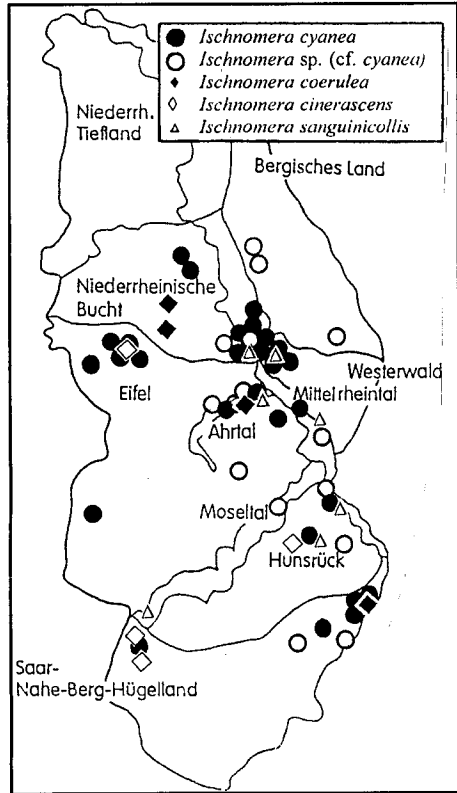 Ischnomera cyanea
Ischnomera sp. (cf. cyanea)
Ischnomera coerulea
Ischnomera cinerascens
Ischnomera sanguinicollis
Niederrh.
Tiefland
Bergisches Land
Niederrheinische
Bucht
Westerwald
Eifel
Mittelrheintal
Ahrtal
Moseltal
Hunsrück
Saar-
Nahe-Berg-Hügelland